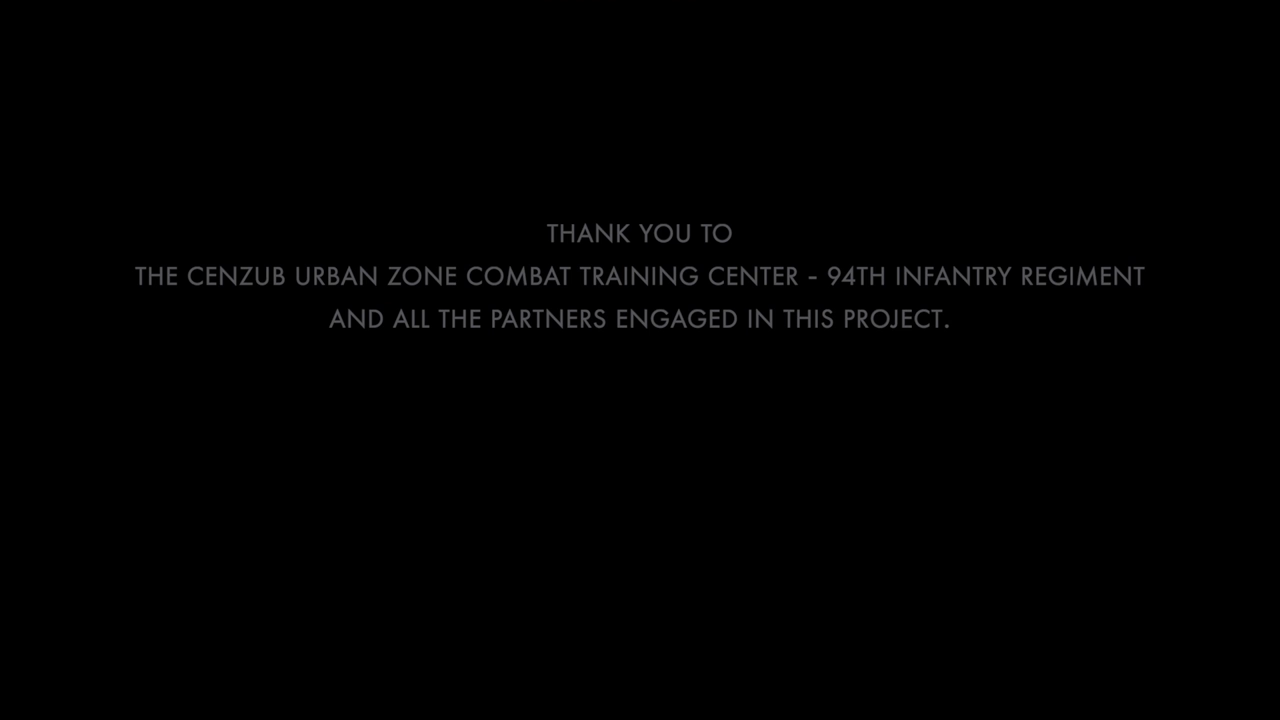 THANK YOU TO
THE CENZUB URBAN ZONE COMBAT TRAINING CENTER - 94TH INFANTRY REGIMENT
AND ALL THE PARTNERS ENGAGED IN THIS PROJECT.